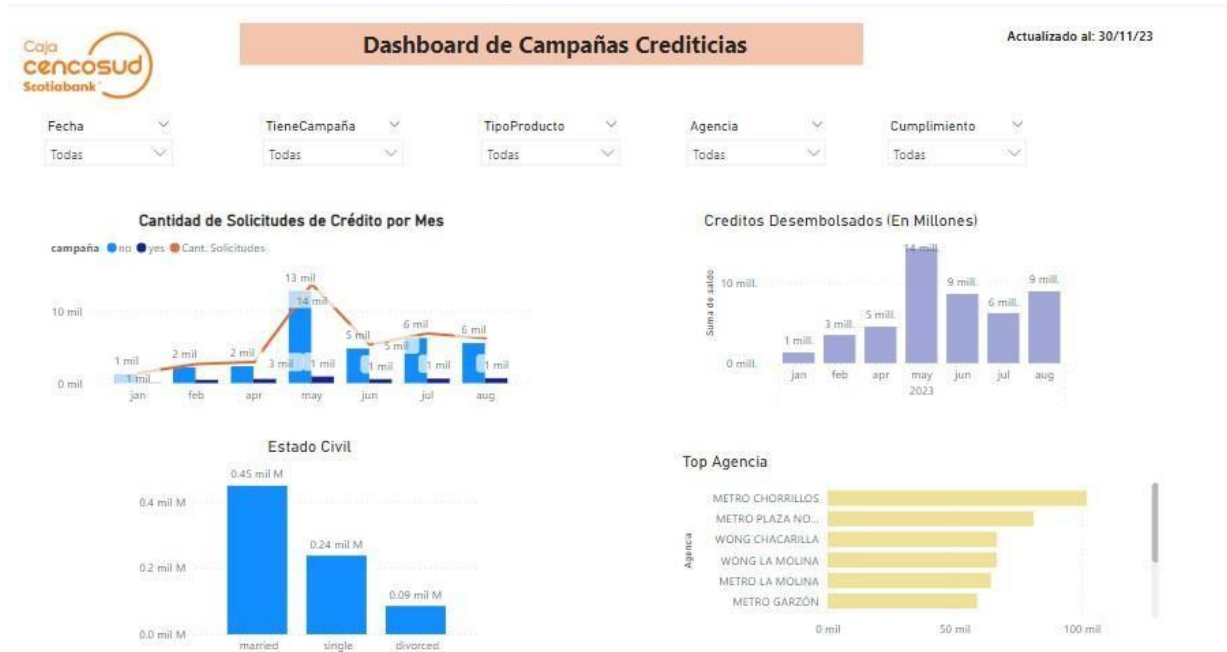 Caja
cencosud
Scotiabank
Dashboard de Campañas Crediticias
Actualizado al: 30/11/23
Fecha
TieneCampaña
TipoProducto
Agencia
Cumplimiento
Todas
Todas
Todas
Todas
Todas
Cantidad de Solicitudes de Crédito por Mes
campaña no yes Cant. Solicitudes
10 mil
0 mil
1 mil
1 mil
2 mil
2 mil
3 mil
13 mil
14 mil
1 mil
5 mil
5 mil
1 mil
6 mil
1 mil
6 mil
1 mil
jan feb apr may jun jul aug
Creditos Desembolsados (En Millones)
Suma de saldo
10 mill.
0 mill.
1 mill.
3 mill.
5 mill.
14 mill.
9 mill.
6 mill.
9 mill.
jan feb apr may jun jul aug
2023
Estado Civil
0.4 mil M
0.2 mil M
0.0 mil M
0.45 mil M
0.24 mil M
0.09 mil M
married single divorced
Top Agencia
Agencia
METRO CHORRILLOS
METRO PLAZA NO...
WONG CHACARILLA
WONG LA MOLINA
METRO LA MOLINA
METRO GARZÓN
0 mil 50 mil 100 mil